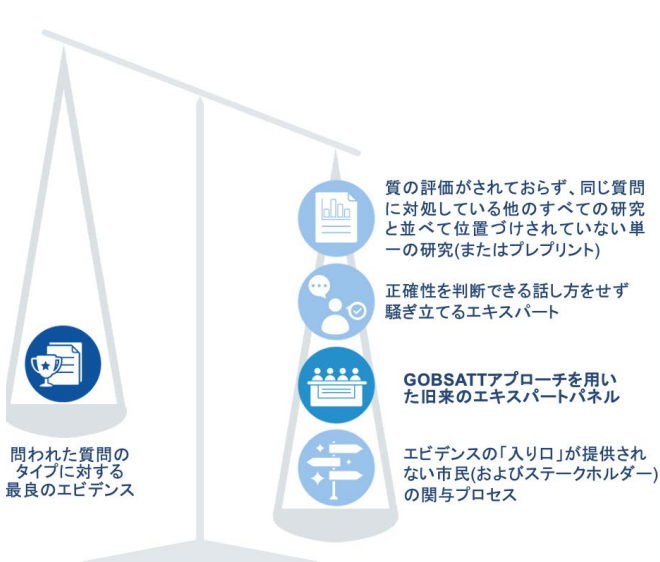 質の評価がされておらず、同じ質問
に対処している他のすべての研究
と並べて位置づけされていない単
一の研究(またはプレプリント)
正確性を判断できる話し方をせず
騒ぎ立てるエキスパート
GOBSATTアプローチを用い
た旧来のエキスパートパネル
エビデンスの「入り口」が提供され
ない市民(およびステークホルダー)
の関与プロセス
問われた質問の
タイプに対する
最良のエビデンス